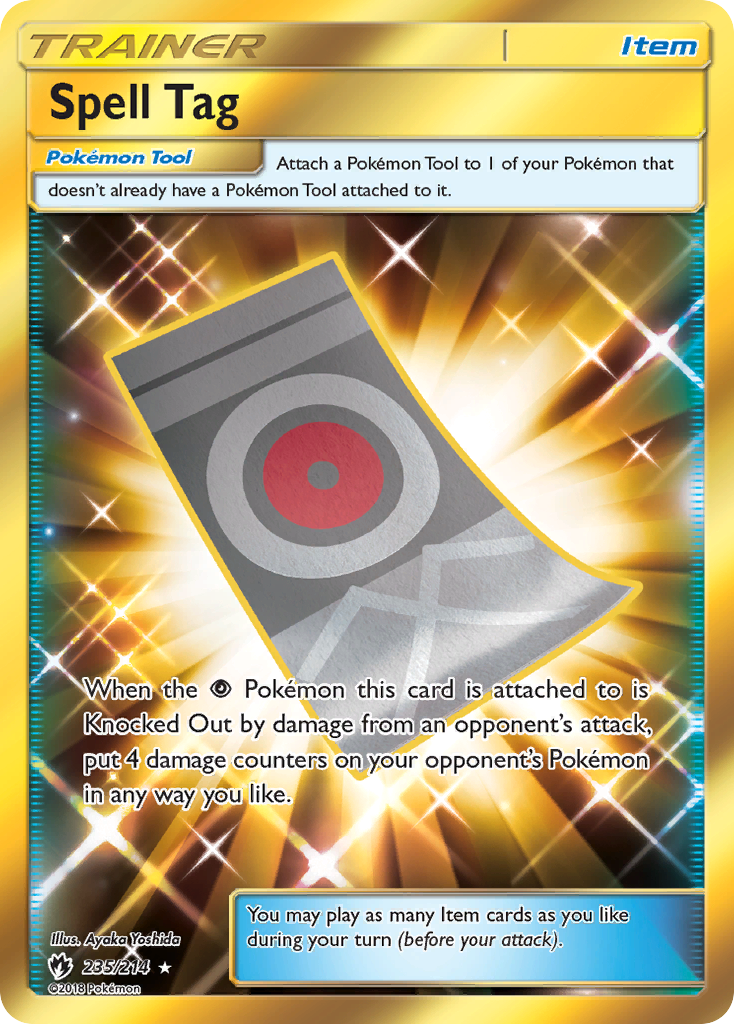 TRAINER
Item
Spell Tag
Pokémon Tool
Attach a Pokémon Tool to 1 of your Pokémon that
doesn't already have a Pokémon Tool attached to it.
When the Pokémon this card is attached to is
Knocked Out by damage from an opponent's attack,
put 4 damage counters on your opponent's Pokémon
in any way you like.
You may play as many Item cards as you like
during your turn (before your attack).
Illus. Ayaka Yoshida
235/214 ★
©2018 Pokémon